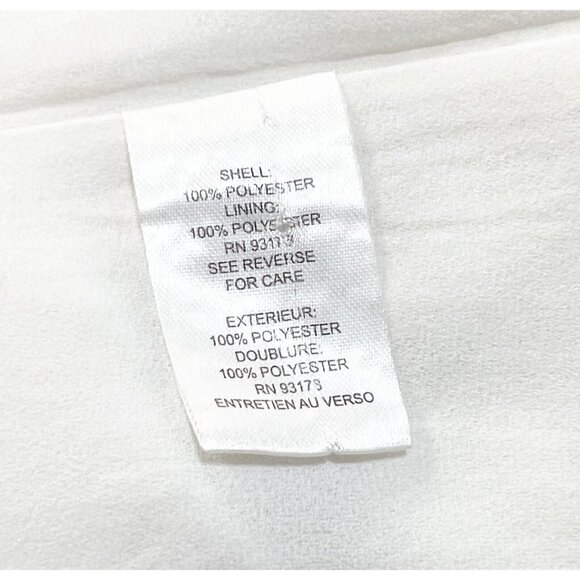 SHELL:
100% POLYESTER
LINING:
100% POLYESTER
RN 93173
SEE REVERSE
FOR CARE
EXTERIEUR:
100% POLYESTER
DOUBLURE:
100% POLYESTER
RN 93173
ENTRETIEN AU VERSO